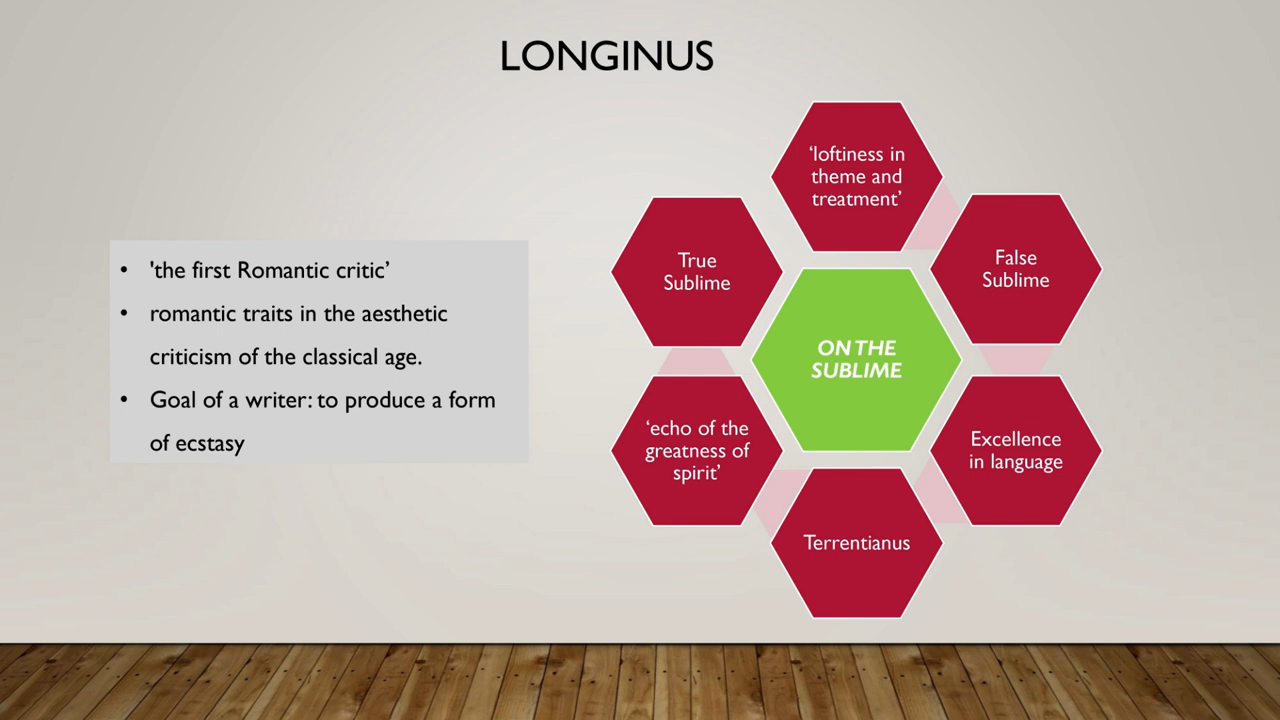 LONGINUS
• 'the first Romantic critic’
• romantic traits in the aesthetic
criticism of the classical age.
• Goal of a writer: to produce a form
of ecstasy
‘loftiness in
theme and
treatment’
False
Sublime
Excellence
in language
Terrentianus
‘echo of the
greatness of
spirit’
True
Sublime
ON THE
SUBLIME